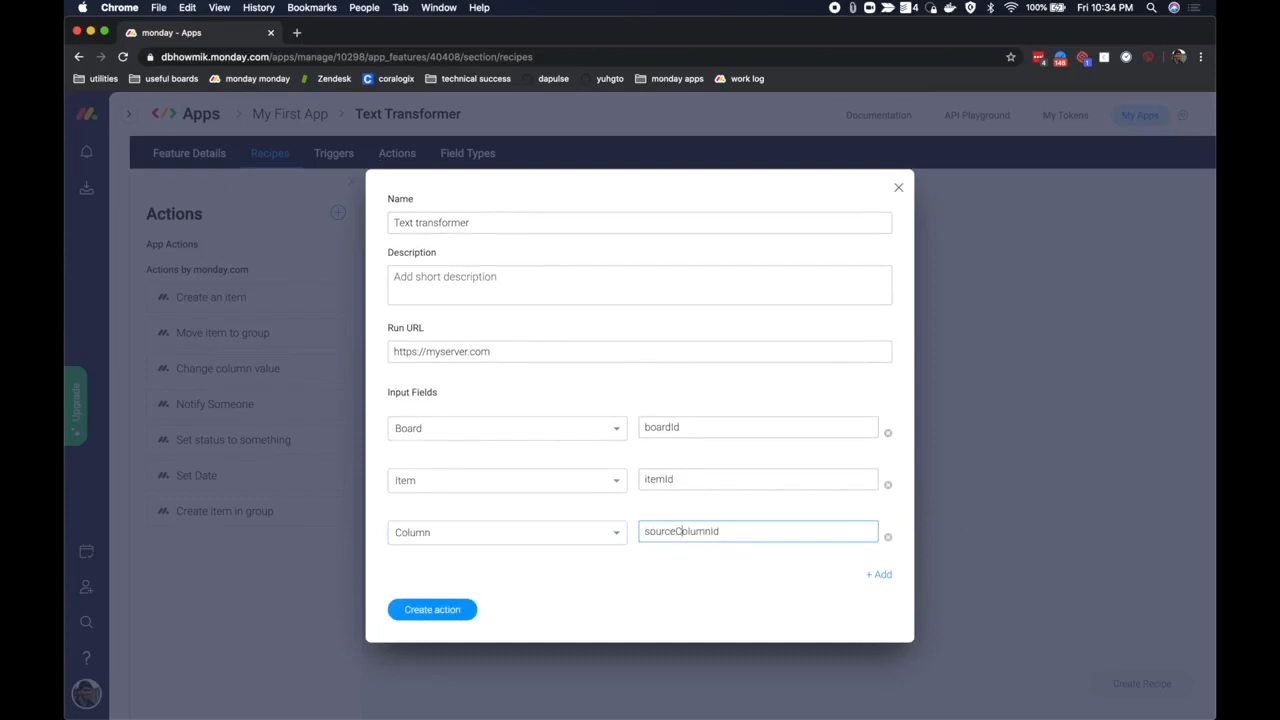 Chrome File Edit View History Bookmarks People Tab Window Help
4 100% Fri 10:34 PM
monday - Apps
dbhowmik.monday.com/apps/manage/10298/app_features/40408/section/recipes
4 148 1
utilities useful boards monday monday Zendesk coralogix technical success dapulse yuhgto monday apps work log
Apps My First App Text Transformer
Documentation API Playground My Tokens My Apps
Feature Details Recipes Triggers Actions Field Types
Actions
App Actions
Actions by monday.com
Create an item
Move item to group
Change column value
Notify Someone
Set status to something
Set Date
Create item in group
Upgrade
Name
Text transformer
Description
Add short description
Run URL
https://myserver.com
Input Fields
Board boardId
Item itemId
Column sourceColumnId
+ Add
Create action
Create Recipe